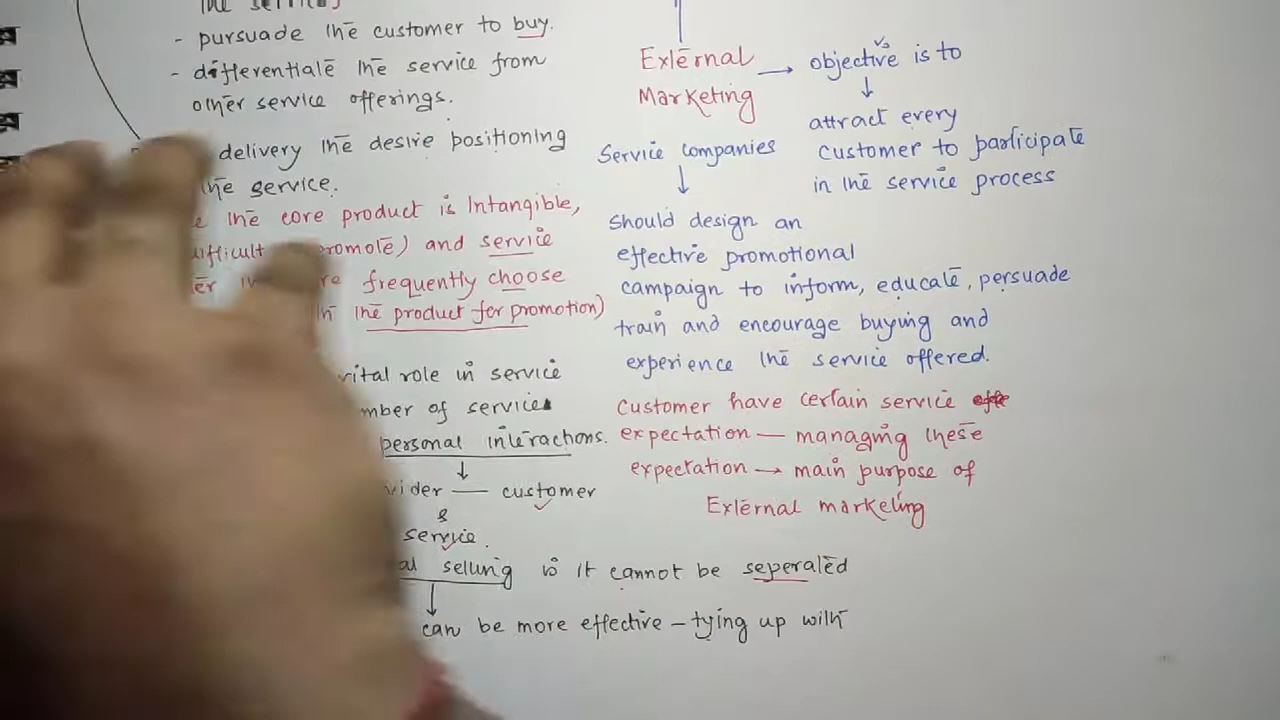 - pursuade the customer to buy.
- differentiate the service from
other service offerings.
delivery the desire positioning
the service.
the core product is Intangible,
difficult promote) and service
frequently choose
the product for promotion)
vital role in service
of service
personal interactions.
customer
&
service.
selling is it cannot be seperated
can be more effective - tying up with
External
Marketing → objective is to
attract every
customer to participate
in the service process
Service companies
should design an
effective promotional
campaign to inform, educate, persuade
train and encourage buying and
experience the service offered.
customer have certain service
expectation — managing these
expectation → main purpose of
External marketing